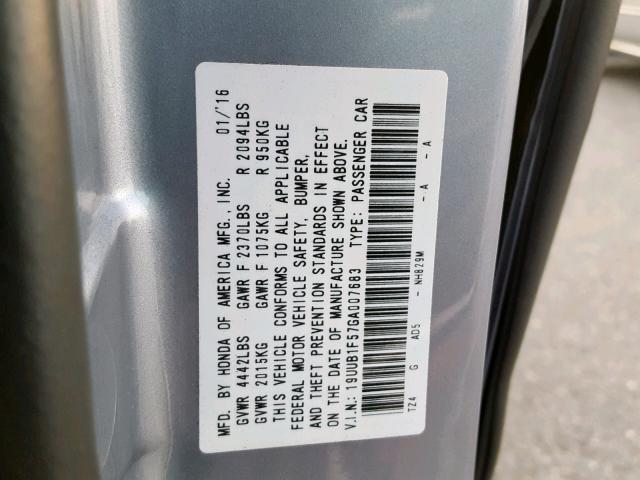 MFD. BY HONDA OF AMERICA MFG., INC. 01/'16
GVWR 4442LBS GAWR F 2370LBS R 2094LBS
GVWR 2015KG GAWR F 1075KG R 950KG
THIS VEHICLE CONFORMS TO ALL APPLICABLE
FEDERAL MOTOR VEHICLE SAFETY, BUMPER,
AND THEFT PREVENTION STANDARDS IN EFFECT
ON THE DATE OF MANUFACTURE SHOWN ABOVE.
V.I.N.: 19UUB1F57GA007683 TYPE: PASSENGER CAR
TZ4 G AD5 - NH829M - A - A